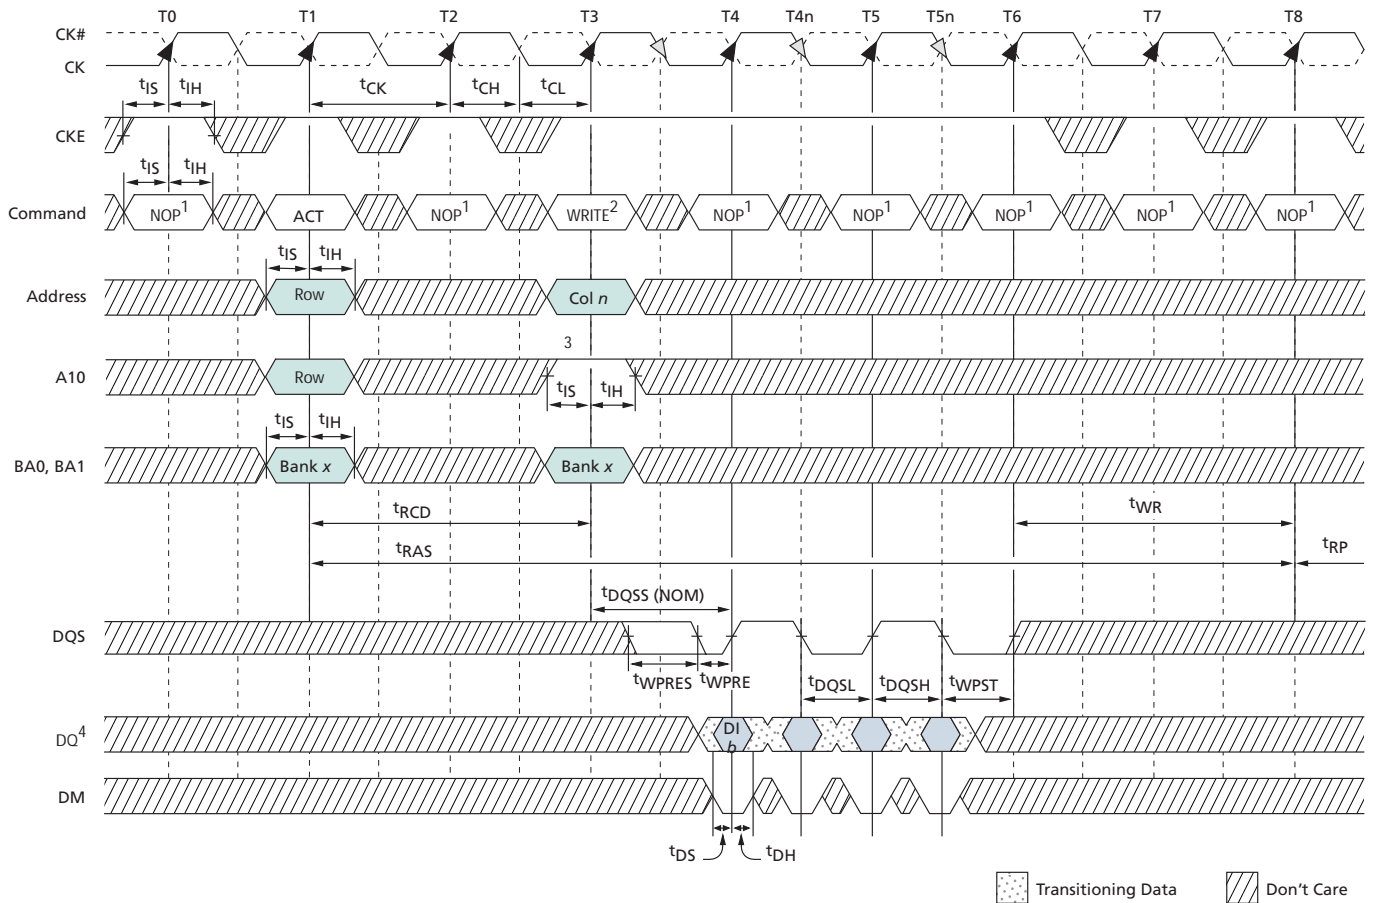 T0 T1 T2 T3 T4 T4n T5 T5n T6 T7 T8
CK#
CK
tIS tIH tCK tCH tCL
CKE
tIS tIH
Command NOP1 ACT NOP1 WRITE2 NOP1 NOP1 NOP1 NOP1 NOP1
tIS tIH
Address Row Col n
3
A10 Row
tIS tIH
tIS tIH
BA0, BA1 Bank x Bank x
tRCD tWR
tRAS tRP
tDQSS (NOM)
DQS
tWPRES tWPRE tDQSL tDQSH tWPST
DQ4 DI
b
DM
tDS tDH
Transitioning Data Don't Care